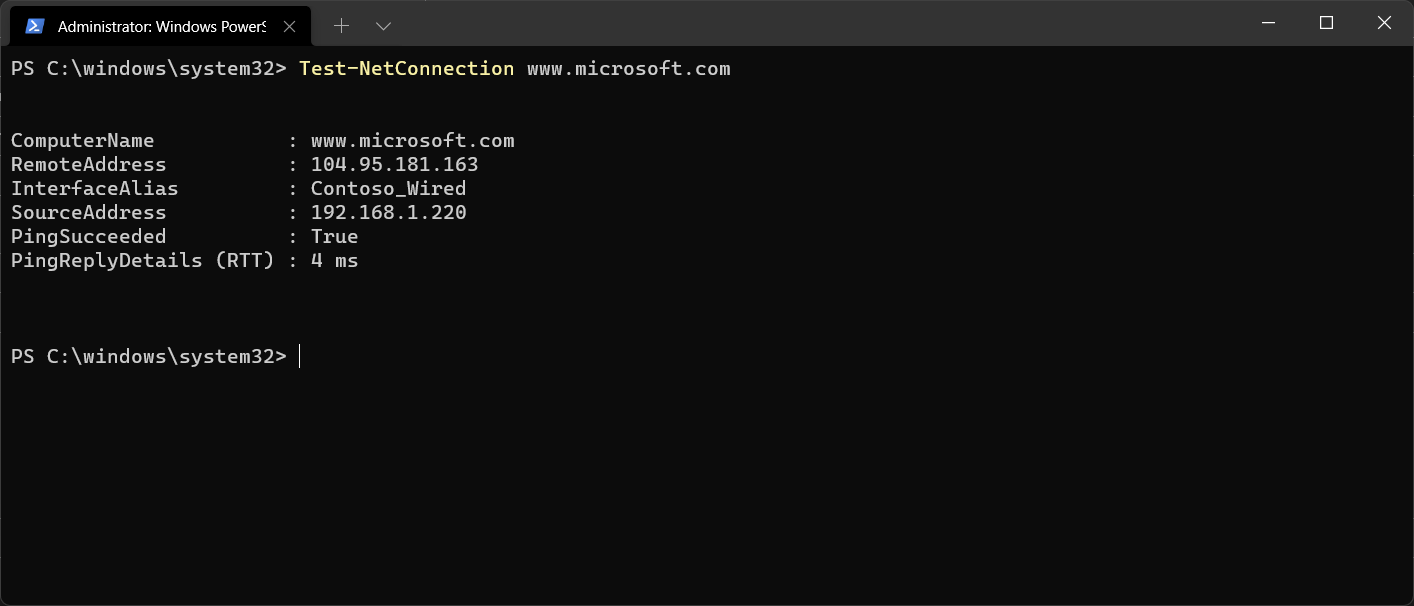 Administrator: Windows PowerS
PS C:\windows\system32> Test-NetConnection www.microsoft.com
ComputerName           : www.microsoft.com
RemoteAddress          : 104.95.181.163
InterfaceAlias         : Contoso_Wired
SourceAddress          : 192.168.1.220
PingSucceeded          : True
PingReplyDetails (RTT) : 4 ms
PS C:\windows\system32>